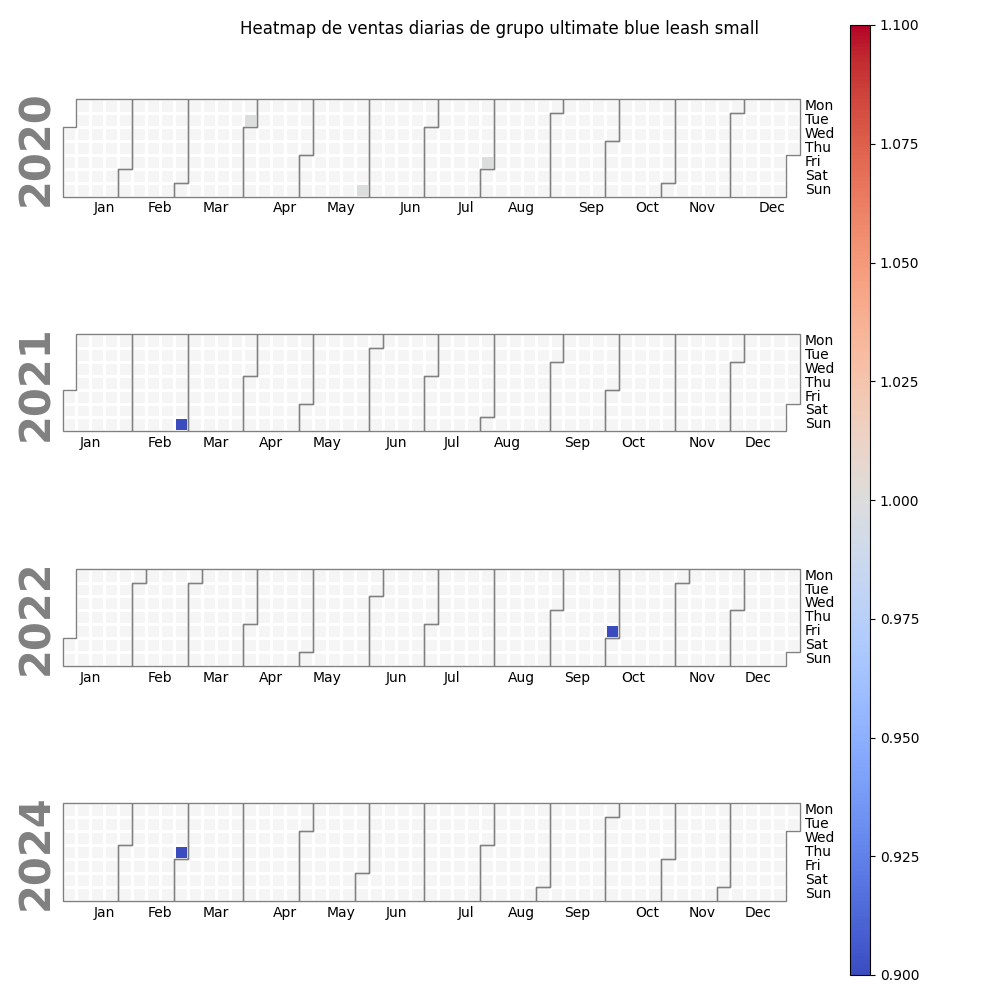 Heatmap de ventas diarias de grupo ultimate blue leash small
2020
Mon
Tue
Wed
Thu
Fri
Sat
Sun
Jan Feb Mar Apr May Jun Jul Aug Sep Oct Nov Dec
2021
Mon
Tue
Wed
Thu
Fri
Sat
Sun
Jan Feb Mar Apr May Jun Jul Aug Sep Oct Nov Dec
2022
Mon
Tue
Wed
Thu
Fri
Sat
Sun
Jan Feb Mar Apr May Jun Jul Aug Sep Oct Nov Dec
2024
Mon
Tue
Wed
Thu
Fri
Sat
Sun
Jan Feb Mar Apr May Jun Jul Aug Sep Oct Nov Dec
1.100
1.075
1.050
1.025
1.000
0.975
0.950
0.925
0.900